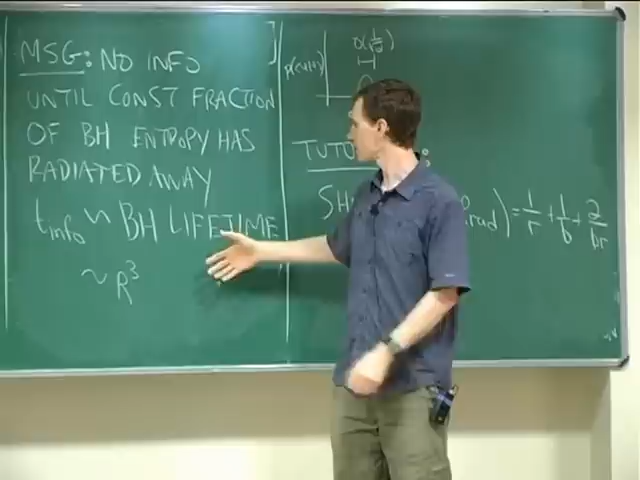 MSG: NO INFO
UNTIL CONST FRACTION
OF BH ENTROPY HAS
RADIATED AWAY
t_info ~ BH LIFETIME
~ R³
TUTO
SH
rad) = 1/r + 1/b + 2/br